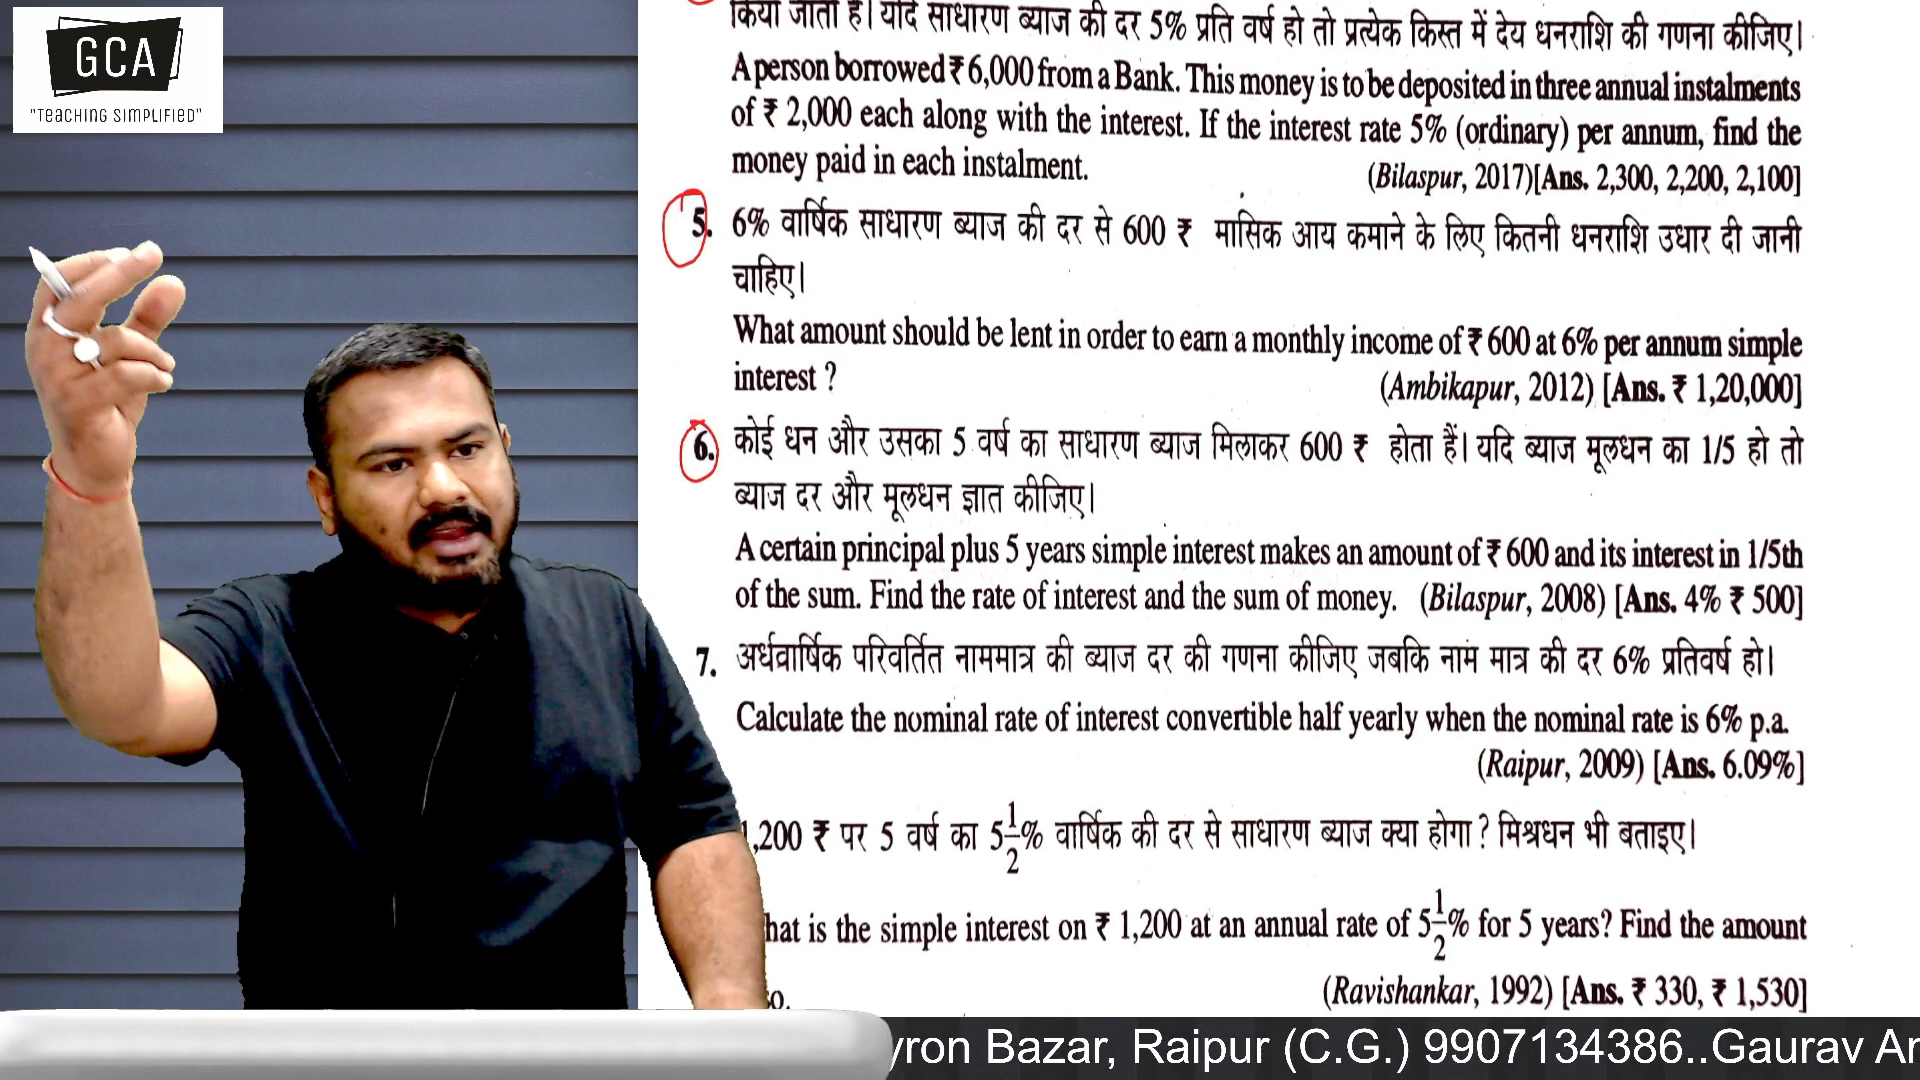 GCA
"Teaching Simplified"
किया जाता है। यदि साधारण ब्याज की दर 5% प्रति वर्ष हो तो प्रत्येक किस्त में देय धनराशि की गणना कीजिए।
A person borrowed ₹ 6,000 from a Bank. This money is to be deposited in three annual instalments
of ₹ 2,000 each along with the interest. If the interest rate 5% (ordinary) per annum, find the
money paid in each instalment. (Bilaspur, 2017)[Ans. 2,300, 2,200, 2,100]
5. 6% वार्षिक साधारण ब्याज की दर से 600 ₹ मासिक आय कमाने के लिए कितनी धनराशि उधार दी जानी
चाहिए।
What amount should be lent in order to earn a monthly income of ₹ 600 at 6% per annum simple
interest ? (Ambikapur, 2012) [Ans. ₹ 1,20,000]
6. कोई धन और उसका 5 वर्ष का साधारण ब्याज मिलाकर 600 ₹ होता हैं। यदि ब्याज मूलधन का 1/5 हो तो
ब्याज दर और मूलधन ज्ञात कीजिए।
A certain principal plus 5 years simple interest makes an amount of ₹ 600 and its interest in 1/5th
of the sum. Find the rate of interest and the sum of money. (Bilaspur, 2008) [Ans. 4% ₹ 500]
7. अर्धवार्षिक परिवर्तित नाममात्र की ब्याज दर की गणना कीजिए जबकि नाम मात्र की दर 6% प्रतिवर्ष हो।
Calculate the nominal rate of interest convertible half yearly when the nominal rate is 6% p.a.
(Raipur, 2009) [Ans. 6.09%]
,200 ₹ पर 5 वर्ष का 5 1/2% वार्षिक की दर से साधारण ब्याज क्या होगा ? मिश्रधन भी बताइए।
hat is the simple interest on ₹ 1,200 at an annual rate of 5 1/2% for 5 years? Find the amount
so. (Ravishankar, 1992) [Ans. ₹ 330, ₹ 1,530]
yron Bazar, Raipur (C.G.) 9907134386..Gaurav Ar